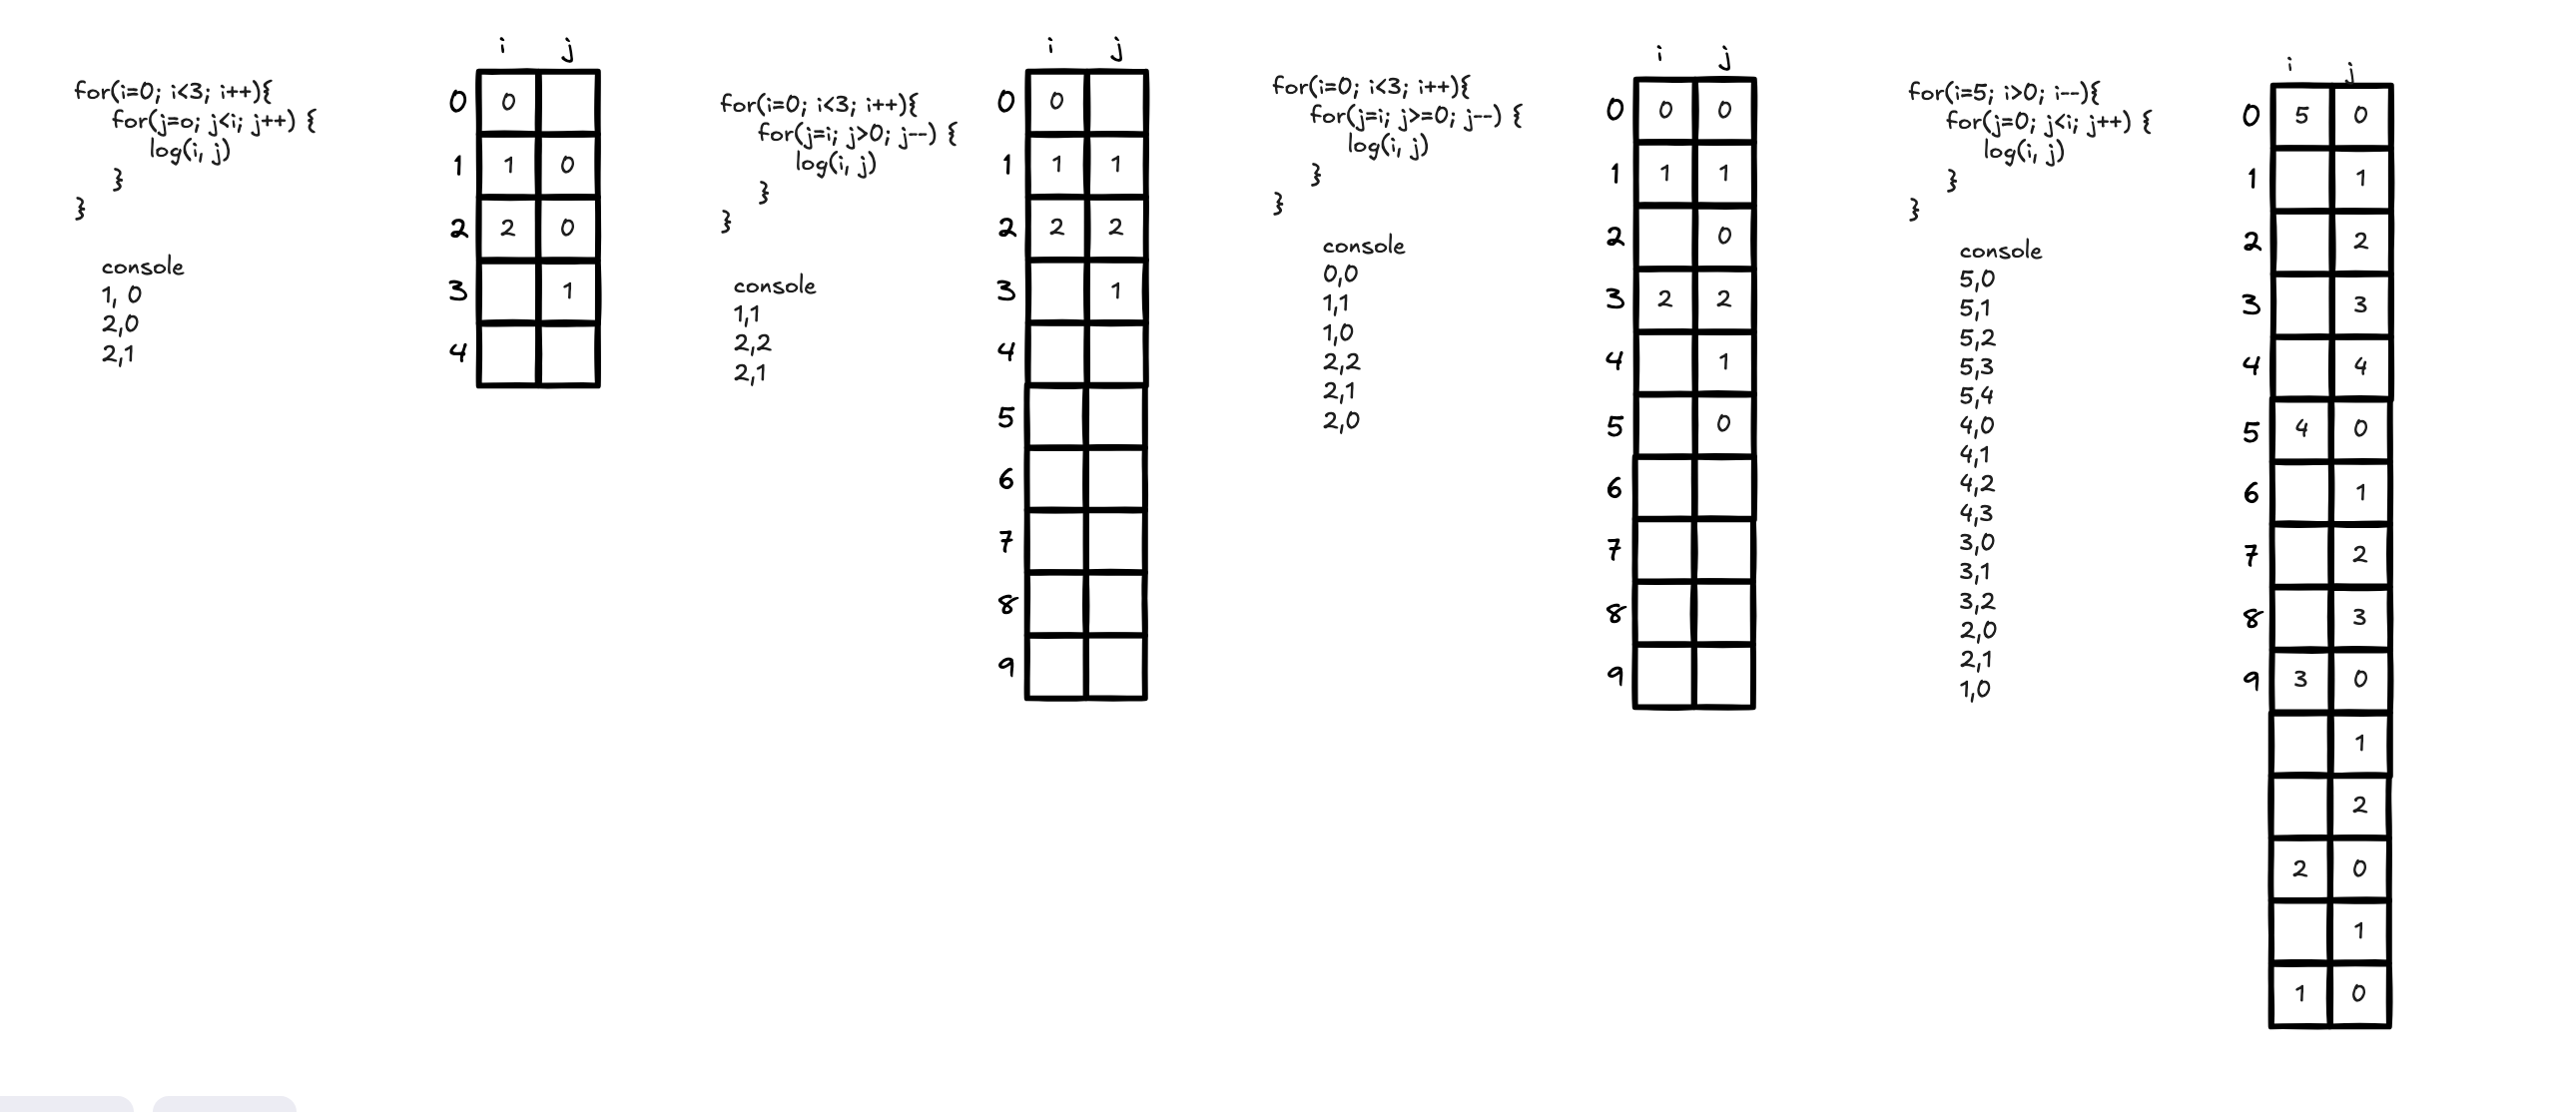 for(i=0; i<3; i++){
for(j=o; j<i; j++) {
log(i, j)
}
}
console
1, 0
2,0
2,1
i j
0 0
1 1 0
2 2 0
3 1
4
for(i=0; i<3; i++){
for(j=i; j>0; j--) {
log(i, j)
}
}
console
1,1
2,2
2,1
i j
0 0
1 1 1
2 2 2
3 1
4
5
6
7
8
9
for(i=0; i<3; i++){
for(j=i; j>=0; j--) {
log(i, j)
}
}
console
0,0
1,1
1,0
2,2
2,1
2,0
i j
0 0 0
1 1 1
2 0
3 2 2
4 1
5 0
6
7
8
9
for(i=5; i>0; i--){
for(j=0; j<i; j++) {
log(i, j)
}
}
console
5,0
5,1
5,2
5,3
5,4
4,0
4,1
4,2
4,3
3,0
3,1
3,2
2,0
2,1
1,0
i j
0 5 0
1 1
2 2
3 3
4 4
5 4 0
6 1
7 2
8 3
9 3 0
1
2
2 0
1
1 0